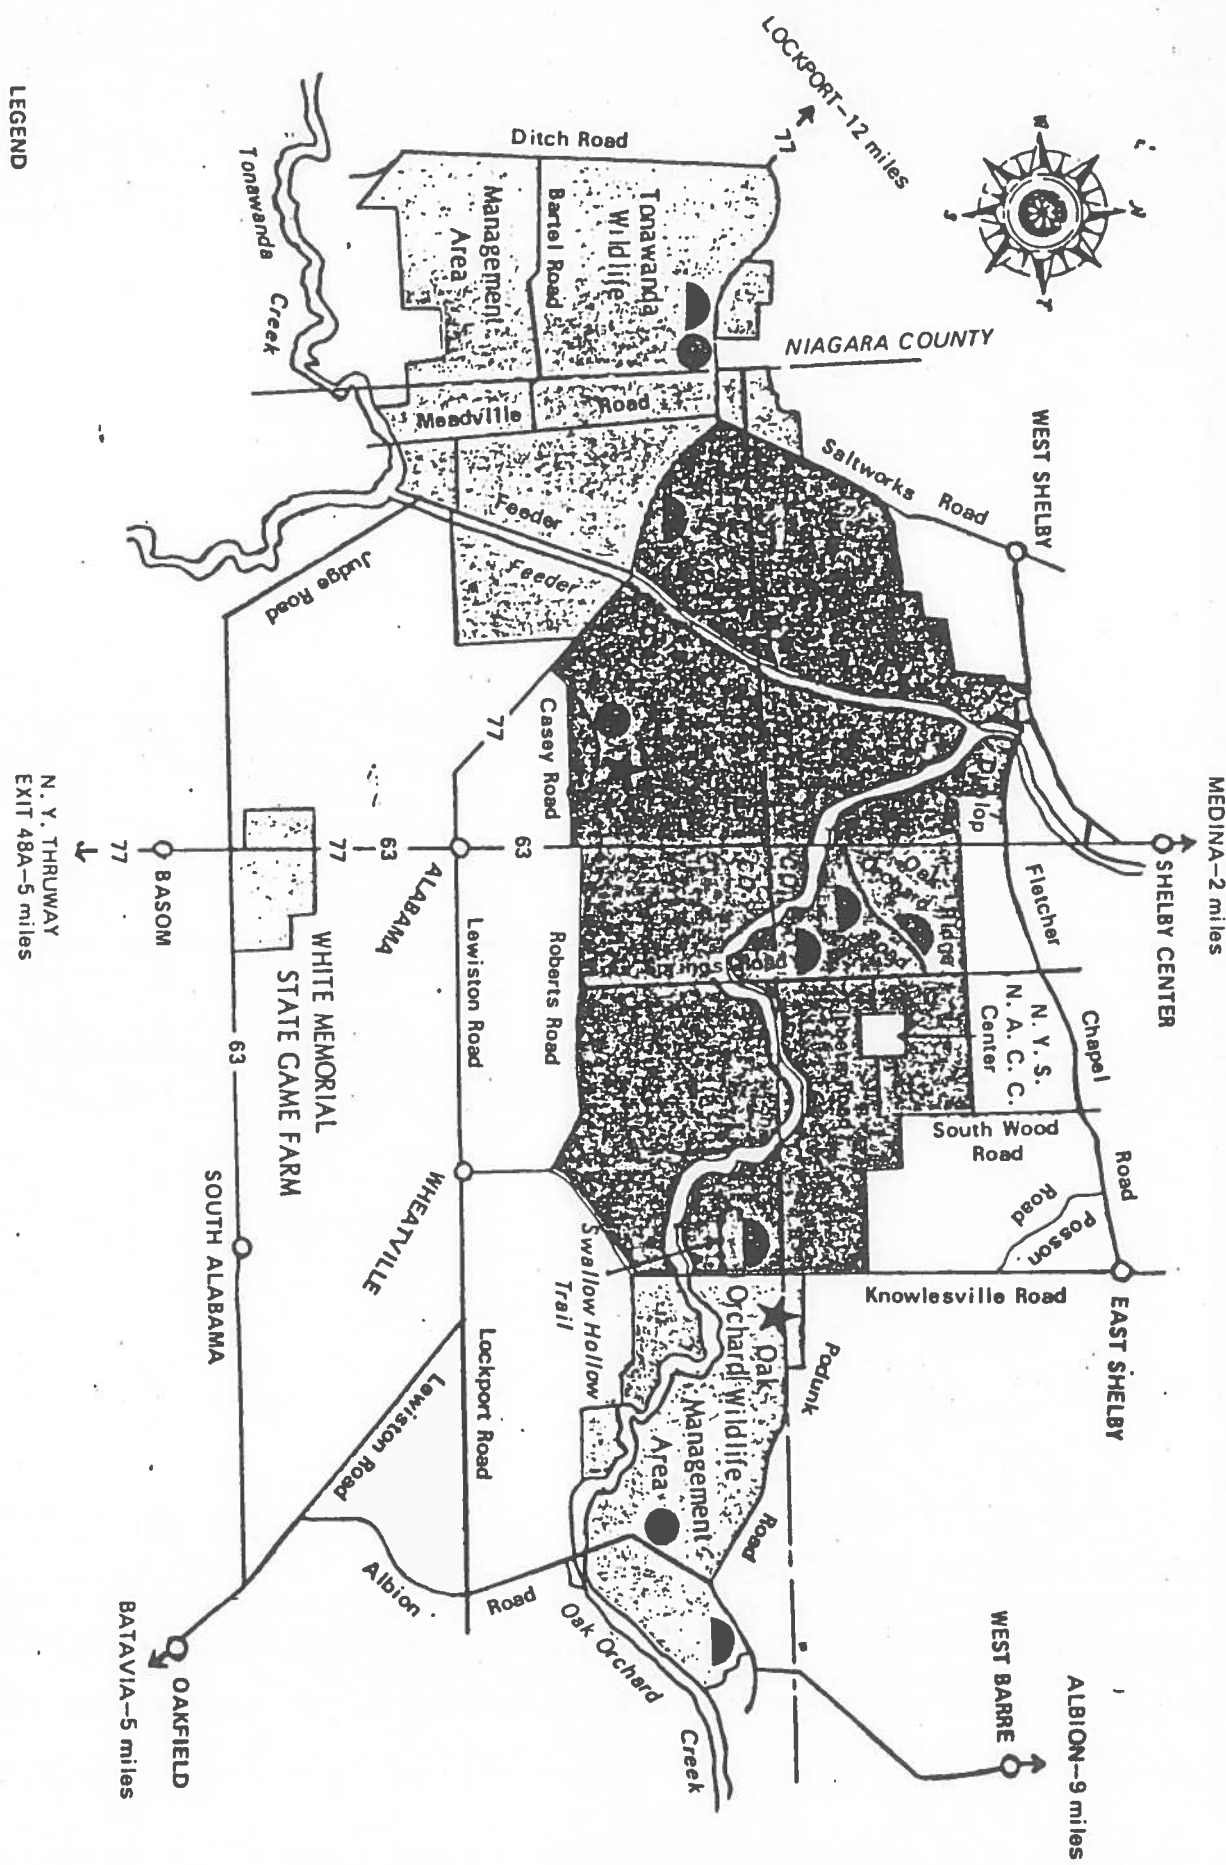 MEDINA—2 miles
ALBION—9 miles
LOCKPORT—12 miles
77
W
N
S
WEST SHELBY
SHELBY CENTER
EAST SHELBY
WEST BARRE
NIAGARA COUNTY
Saltworks Road
Fletcher Chapel Road
Dunlop
N. Y. S.
N. A. C. C.
Center
South Wood
Road
Posson
Road
Knowlesville Road
Oak Orchard Ridge
Road
Podunk Road
Ditch Road
Tonawanda
Wildlife
Management
Area
Bartel Road
Meadville Road
Feeder
Feeder
Tonawanda Creek
Judge Road
77
Casey Road
63
Roberts Road
Swallow Hollow
Trail
Oak
Orchard Wildlife
Management
Area
Oak Orchard Creek
Albion Road
ALABAMA
Lewiston Road
WHEATVILLE
Lockport Road
Lewiston Road
63
77
WHITE MEMORIAL
STATE GAME FARM
63
SOUTH ALABAMA
BASOM
77
N. Y. THRUWAY
EXIT 48A—5 miles
OAKFIELD
BATAVIA—5 miles
LEGEND